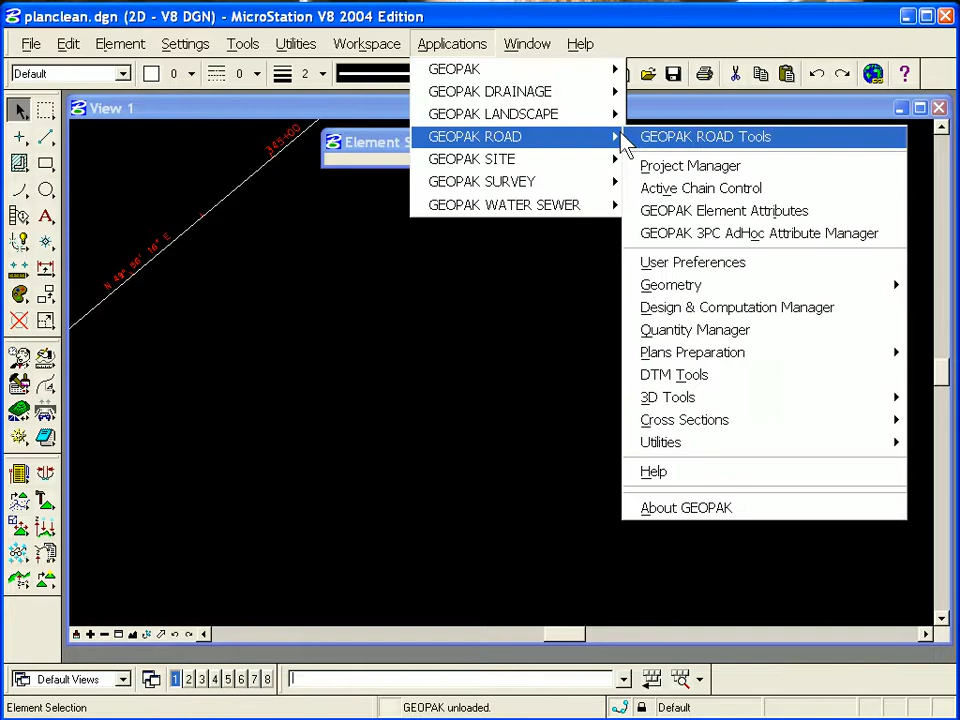 planclean.dgn (2D - V8 DGN) - MicroStation V8 2004 Edition
File Edit Element Settings Tools Utilities Workspace Applications Window Help
Default 0 0 2
View 1
Element S
GEOPAK
GEOPAK DRAINAGE
GEOPAK LANDSCAPE
GEOPAK ROAD
GEOPAK SITE
GEOPAK SURVEY
GEOPAK WATER SEWER
GEOPAK ROAD Tools
Project Manager
Active Chain Control
GEOPAK Element Attributes
GEOPAK 3PC AdHoc Attribute Manager
User Preferences
Geometry
Design & Computation Manager
Quantity Manager
Plans Preparation
DTM Tools
3D Tools
Cross Sections
Utilities
Help
About GEOPAK
345+00
Default Views 1 2 3 4 5 6 7 8
Element Selection GEOPAK unloaded. Default